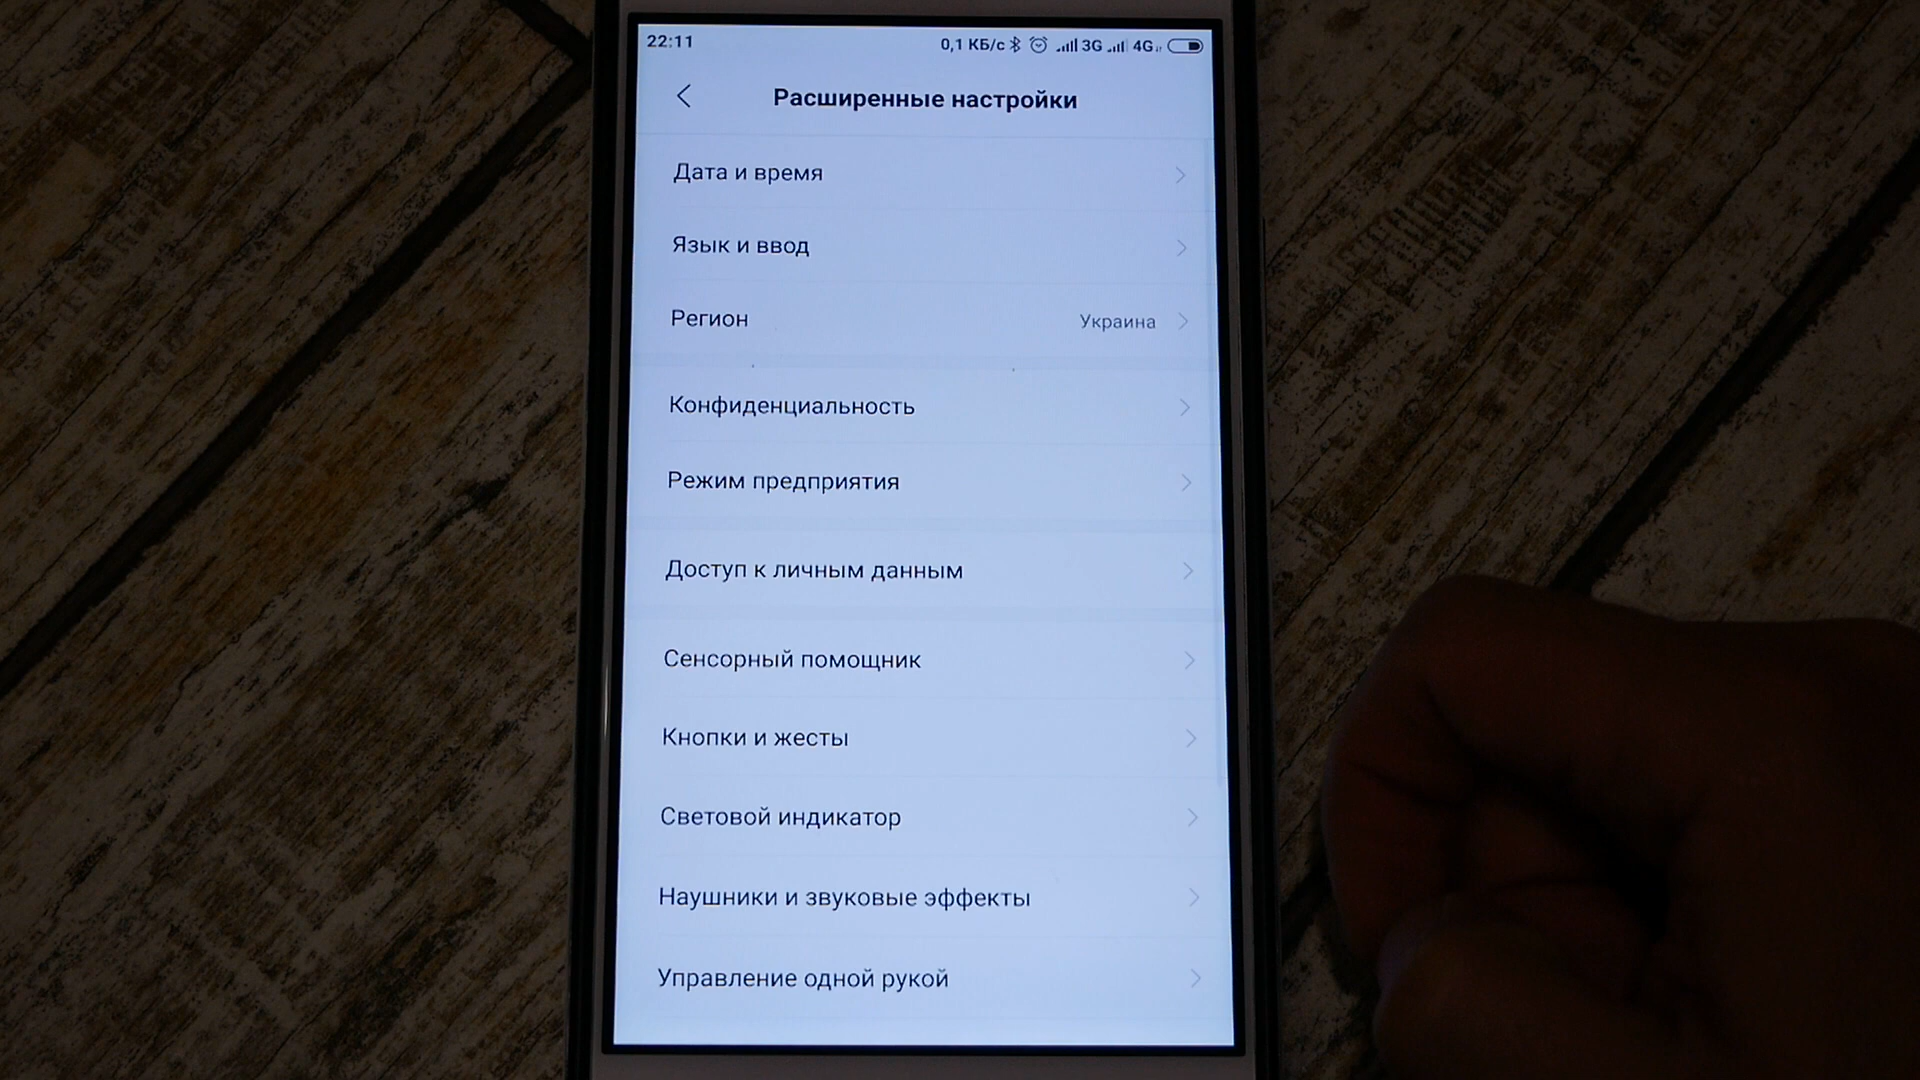 22:11 0,1 КБ/с 3G 4G
Расширенные настройки
Дата и время
Язык и ввод
Регион Украина
Конфиденциальность
Режим предприятия
Доступ к личным данным
Сенсорный помощник
Кнопки и жесты
Световой индикатор
Наушники и звуковые эффекты
Управление одной рукой